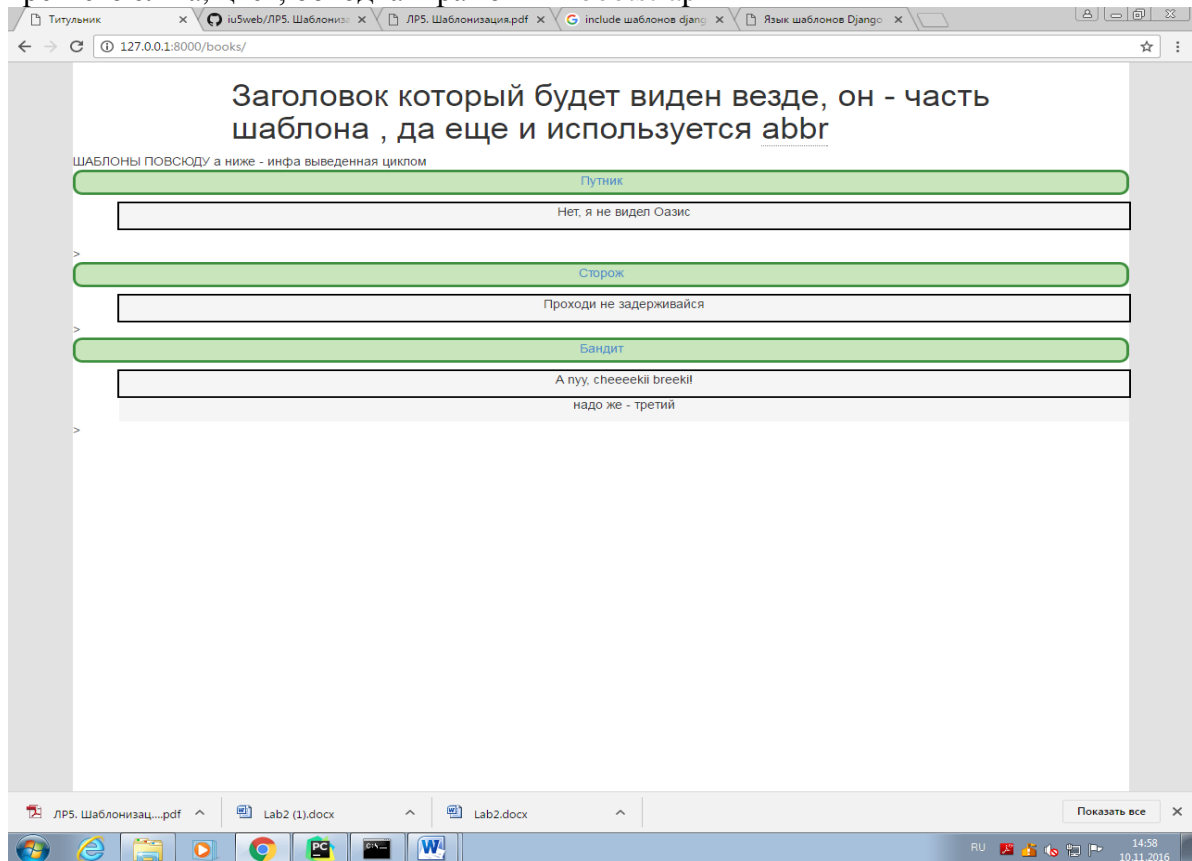 Титульник
iu5web/ЛР5. Шаблониз
ЛР5. Шаблонизация.pdf
include шаблонов djang
Язык шаблонов Django
127.0.0.1:8000/books/
Заголовок который будет виден везде, он - часть
шаблона , да еще и используется abbr
ШАБЛОНЫ ПОВСЮДУ а ниже - инфа выведенная циклом
Путник
Нет, я не видел Оазис
>
Сторож
Проходи не задерживайся
>
Бандит
А nyy, cheeeekii breeki!
надо же - третий
>
ЛР5. Шаблонизац....pdf
Lab2 (1).docx
Lab2.docx
Показать все
RU
14:58
10.11.2016